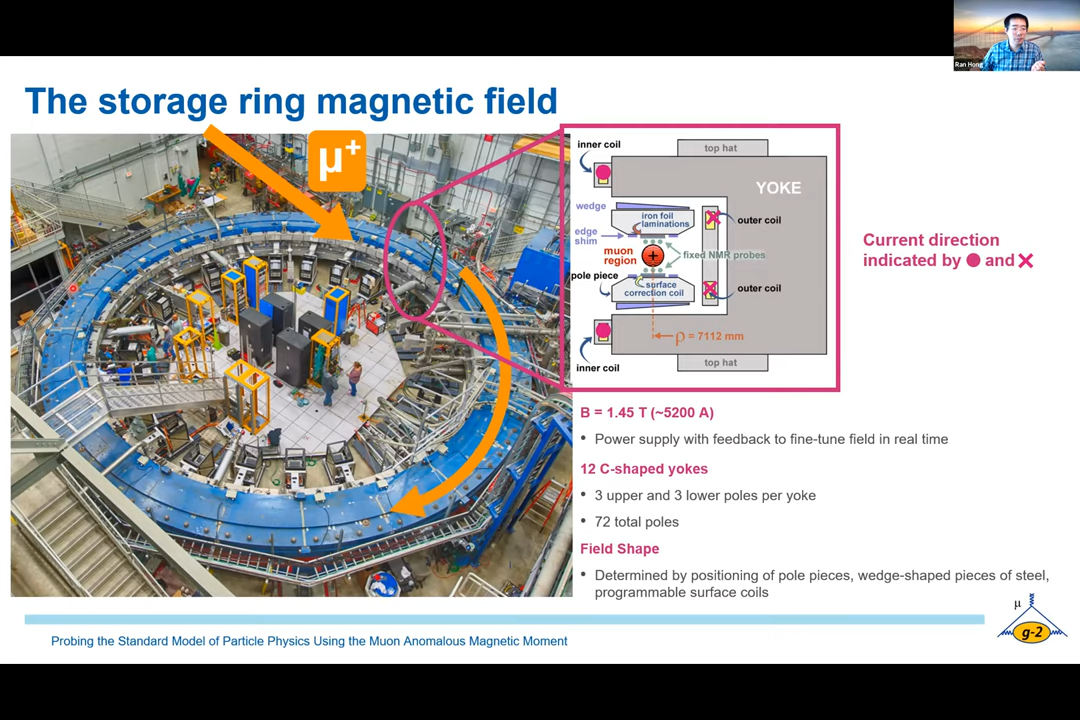 Ran Hong
The storage ring magnetic field
μ+
inner coil
top hat
YOKE
wedge
iron foil
laminations
outer coil
edge
shim
muon
region
+
fixed NMR probes
pole piece
surface
correction coil
outer coil
ρ = 7112 mm
top hat
inner coil
Current direction
indicated by ● and ×
B = 1.45 T (~5200 A)
• Power supply with feedback to fine-tune field in real time
12 C-shaped yokes
• 3 upper and 3 lower poles per yoke
• 72 total poles
Field Shape
• Determined by positioning of pole pieces, wedge-shaped pieces of steel,
programmable surface coils
Probing the Standard Model of Particle Physics Using the Muon Anomalous Magnetic Moment
μ
g-2